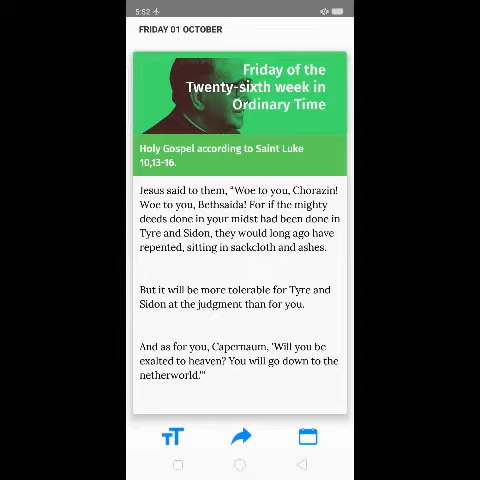 5:52
FRIDAY 01 OCTOBER
Friday of the
Twenty-sixth week in
Ordinary Time
Holy Gospel according to Saint Luke
10,13-16.
Jesus said to them, “Woe to you, Chorazin!
Woe to you, Bethsaida! For if the mighty
deeds done in your midst had been done in
Tyre and Sidon, they would long ago have
repented, sitting in sackcloth and ashes.
But it will be more tolerable for Tyre and
Sidon at the judgment than for you.
And as for you, Capernaum, 'Will you be
exalted to heaven? You will go down to the
netherworld.'"
TT